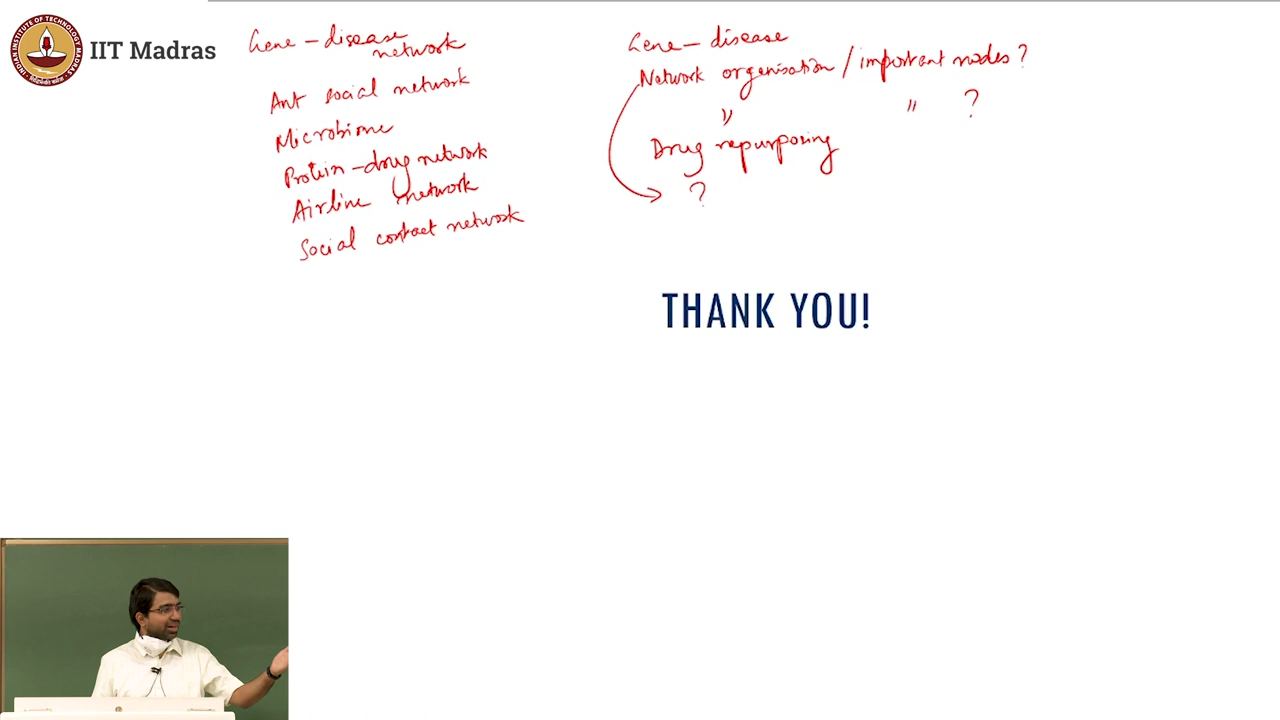 IIT Madras
Gene - disease network
Ant social network
Microbiome
Protein - drug network
Airline network
Social contact network
Gene - disease
Network organisation / important nodes?
" " ?
Drug repurposing
?
THANK YOU!